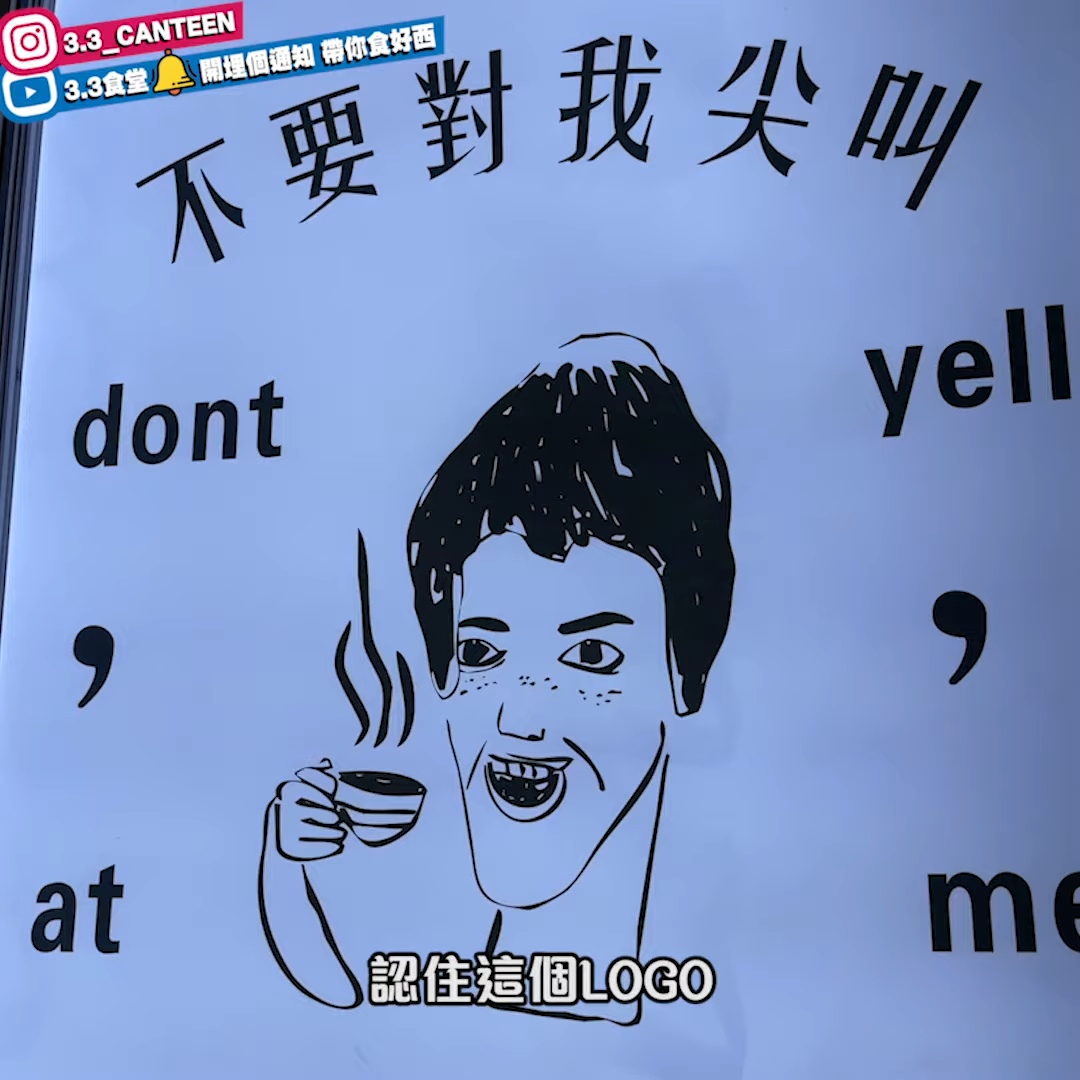 3.3_CANTEEN
3.3食堂 開埋個通知 帶你食好西
不要對我尖叫
dont yell
, ,
at me
認住這個LOGO